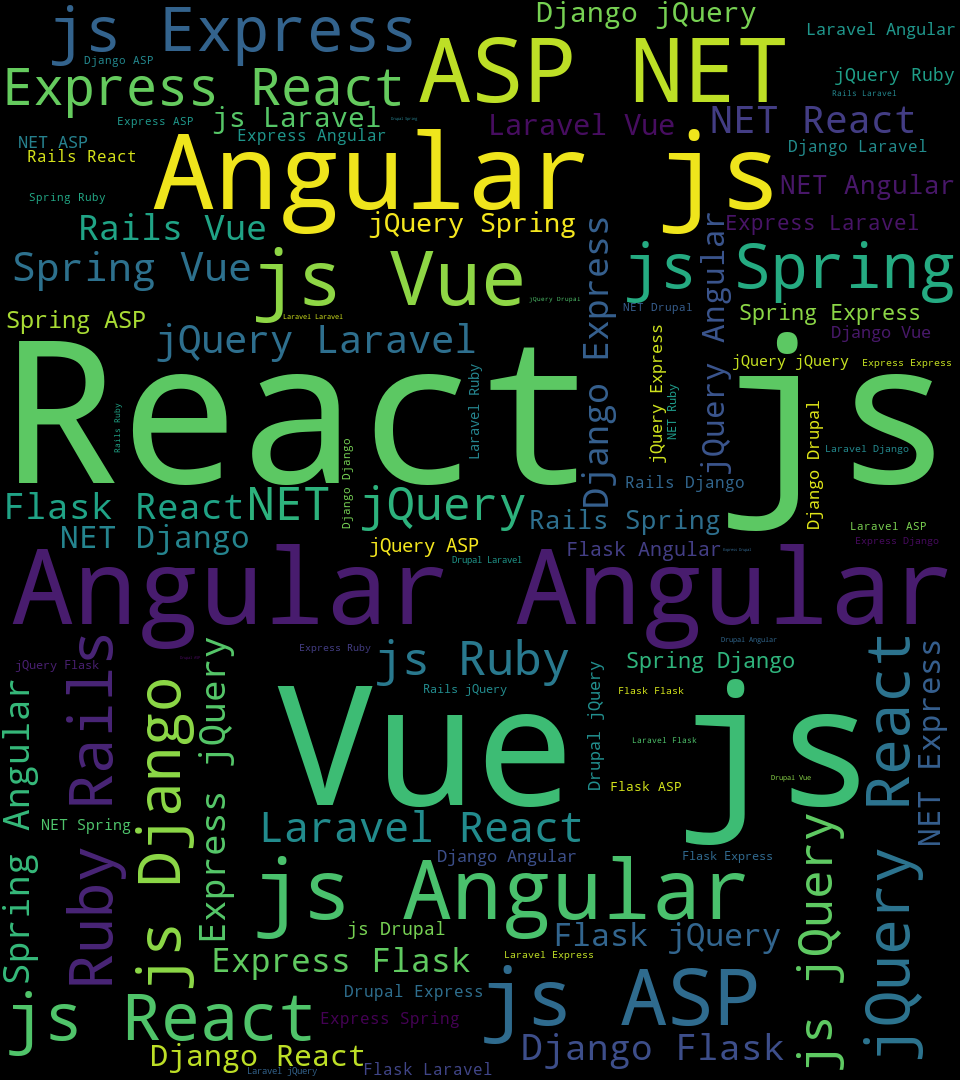 js Express
Django jQuery
Laravel Angular
Django ASP
ASP NET
Express React
jQuery Ruby
Rails Laravel
js Laravel
Express ASP
Drupal Spring
Laravel Vue
NET React
Express Angular
NET ASP
Angular js
Django Laravel
Rails React
NET Angular
Spring Ruby
jQuery Spring
Express Laravel
Rails Vue
Spring Vue
js Vue
Django Express
jQuery Angular
js Spring
jQuery Drupal
NET Drupal
Laravel Laravel
Spring ASP
Spring Express
jQuery Laravel
Django Vue
React js
jQuery Express
jQuery jQuery
Express Express
Laravel Ruby
NET Ruby
Rails Ruby
Django Django
Django Drupal
Laravel Django
Rails Django
Flask React
NET jQuery
Rails Spring
Laravel ASP
NET Django
jQuery ASP
Flask Angular
Express Django
Drupal Laravel
Angular Angular
Ruby Rails
js Django
Express jQuery
Express Ruby
js Ruby
Drupal Angular
jQuery React
NET Express
jQuery Flask
Spring Django
Spring Angular
Rails jQuery
Drupal jQuery
Flask Flask
Vue js
Laravel Flask
Drupal Vue
Flask ASP
NET Spring
Laravel React
js jQuery
Django Angular
Flask Express
js Angular
js Drupal
Flask jQuery
Express Flask
Laravel Express
js ASP
Drupal Express
js React
Express Spring
Django React
Django Flask
Laravel jQuery
Flask Laravel